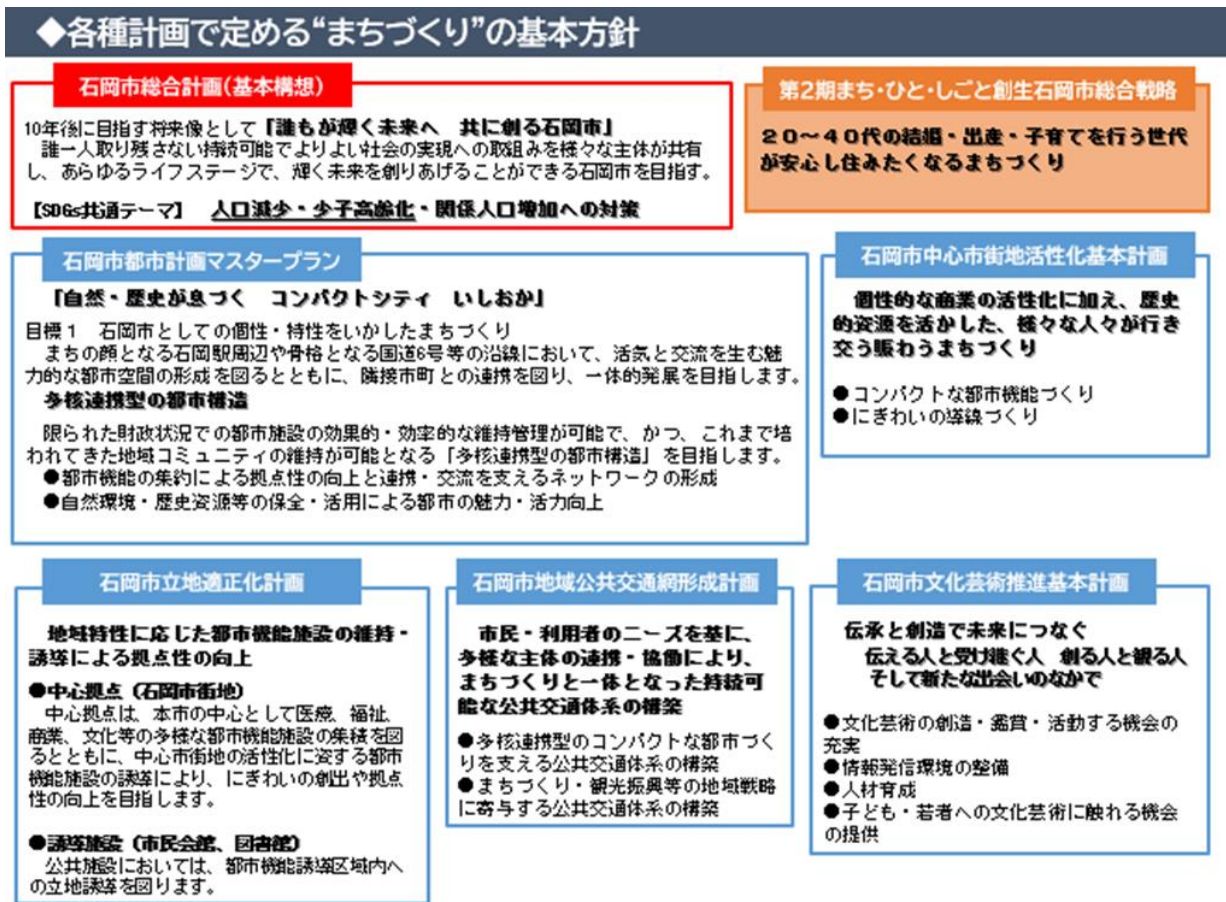 ◆各種計画で定める“まちづくり”の基本方針
石岡市総合計画(基本構想)
10年後に目指す将来像として「誰もが輝く未来へ　共に創る石岡市」
誰一人取り残さない持続可能でよりよい社会の実現への取組みを様々な主体が共有
し、あらゆるライフステージで、輝く未来を創りあげることができる石岡市を目指す。
【SDGs共通テーマ】　人口減少・少子高齢化・関係人口増加への対策
第2期まち・ひと・しごと創生石岡市総合戦略
２０～４０代の結婚・出産・子育てを行う世代
が安心し住みたくなるまちづくり
石岡市都市計画マスタープラン
「自然・歴史が息づく　コンパクトシティ　いしおか」
目標１　石岡市としての個性・特性をいかしたまちづくり
まちの顔となる石岡駅周辺や骨格となる国道6号等の沿線において、活気と交流を生む魅
力的な都市空間の形成を図るとともに、隣接市町との連携を図り、一体的発展を目指します。
多核連携型の都市構造
限られた財政状況での都市施設の効果的・効率的な維持管理が可能で、かつ、これまで培
われてきた地域コミュニティの維持が可能となる「多核連携型の都市構造」を目指します。
●都市機能の集約による拠点性の向上と連携・交流を支えるネットワークの形成
●自然環境・歴史資源等の保全・活用による都市の魅力・活力向上
石岡市中心市街地活性化基本計画
個性的な商業の活性化に加え、歴史
的資源を活かした、様々な人々が行き
交う賑わうまちづくり
●コンパクトな都市機能づくり
●にぎわいの導線づくり
石岡市立地適正化計画
地域特性に応じた都市機能施設の維持・
誘導による拠点性の向上
●中心拠点（石岡市街地）
中心拠点は、本市の中心として医療、福祉、
商業、文化等の多様な都市機能施設の集積を図
るとともに、中心市街地の活性化に資する都市
機能施設の誘導により、にぎわいの創出や拠点
性の向上を目指します。
●誘導施設（市民会館、図書館）
公共施設においては、都市機能誘導区域内へ
の立地誘導を図ります。
石岡市地域公共交通網形成計画
市民・利用者のニーズを基に、
多様な主体の連携・協働により、
まちづくりと一体となった持続可
能な公共交通体系の構築
●多核連携型のコンパクトな都市づく
りを支える公共交通体系の構築
●まちづくり・観光振興等の地域戦略
に寄与する公共交通体系の構築
石岡市文化芸術推進基本計画
伝承と創造で未来につなぐ
伝える人と受け継ぐ人　創る人と観る人
そして新たな出会いのなかで
●文化芸術の創造・鑑賞・活動する機会の
充実
●情報発信環境の整備
●人材育成
●子ども・若者への文化芸術に触れる機会
の提供